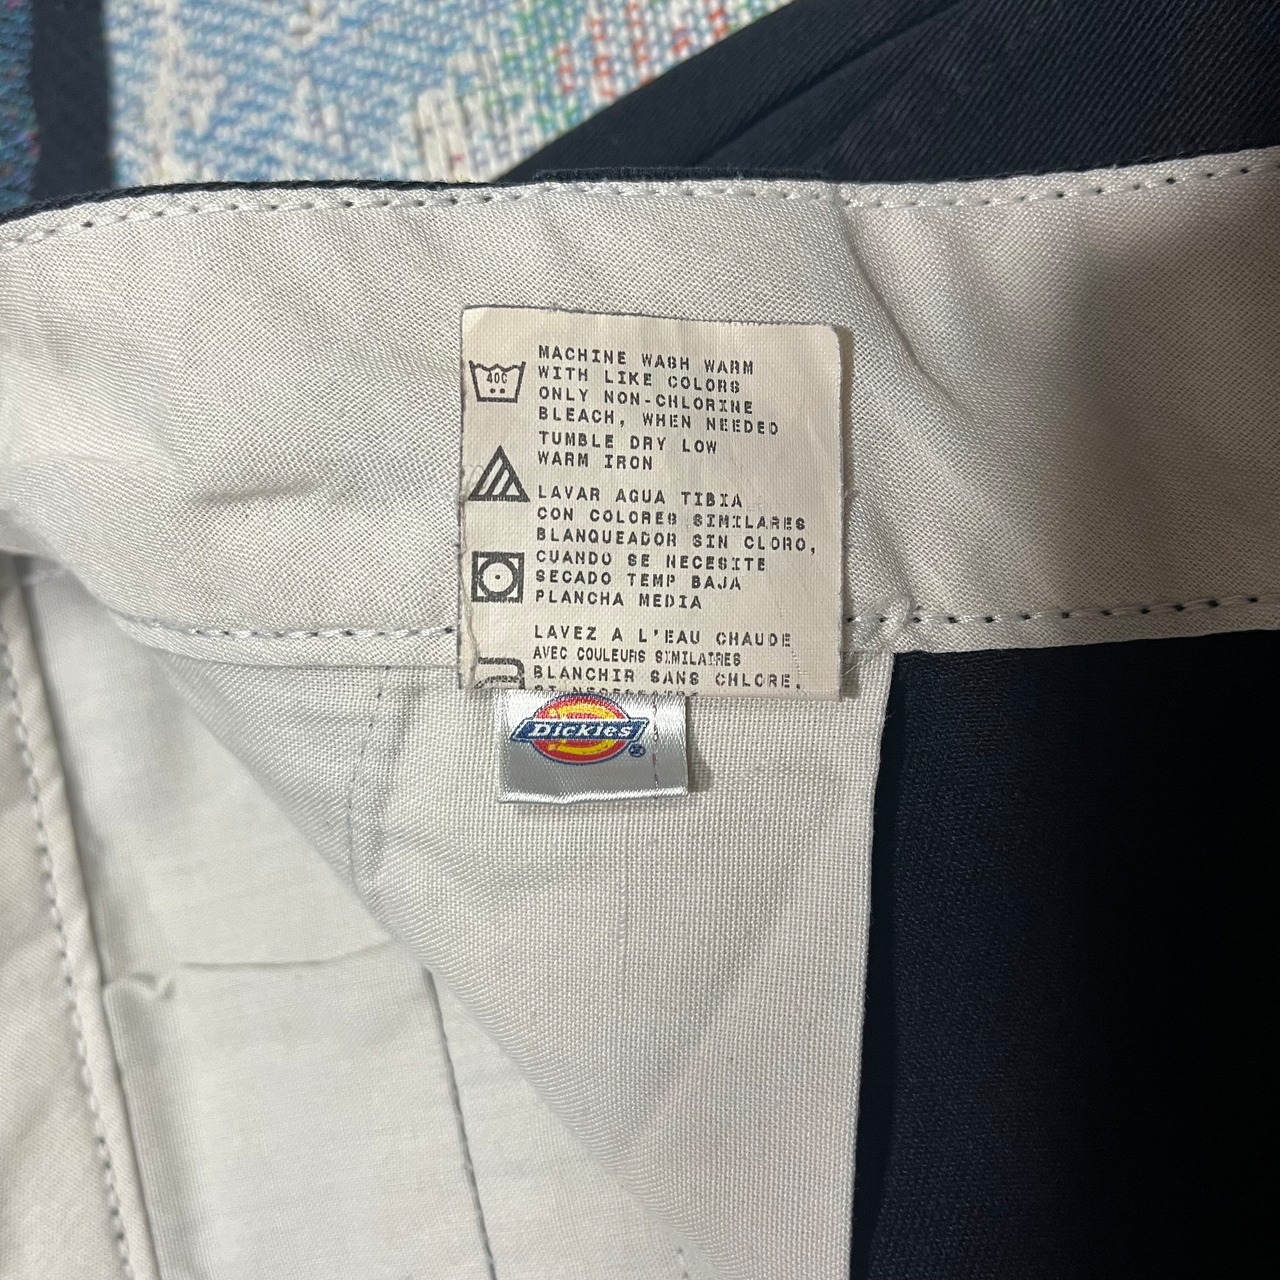 40C
MACHINE WASH WARM
WITH LIKE COLORS
ONLY NON-CHLORINE
BLEACH, WHEN NEEDED
TUMBLE DRY LOW
WARM IRON
LAVAR AGUA TIBIA
CON COLORES SIMILARES
BLANQUEADOR SIN CLORO,
CUANDO SE NECESITE
SECADO TEMP BAJA
PLANCHA MEDIA
LAVEZ A L'EAU CHAUDE
AVEC COULEURS SIMILAIRES
BLANCHIR SANS CHLORE,
Dickies